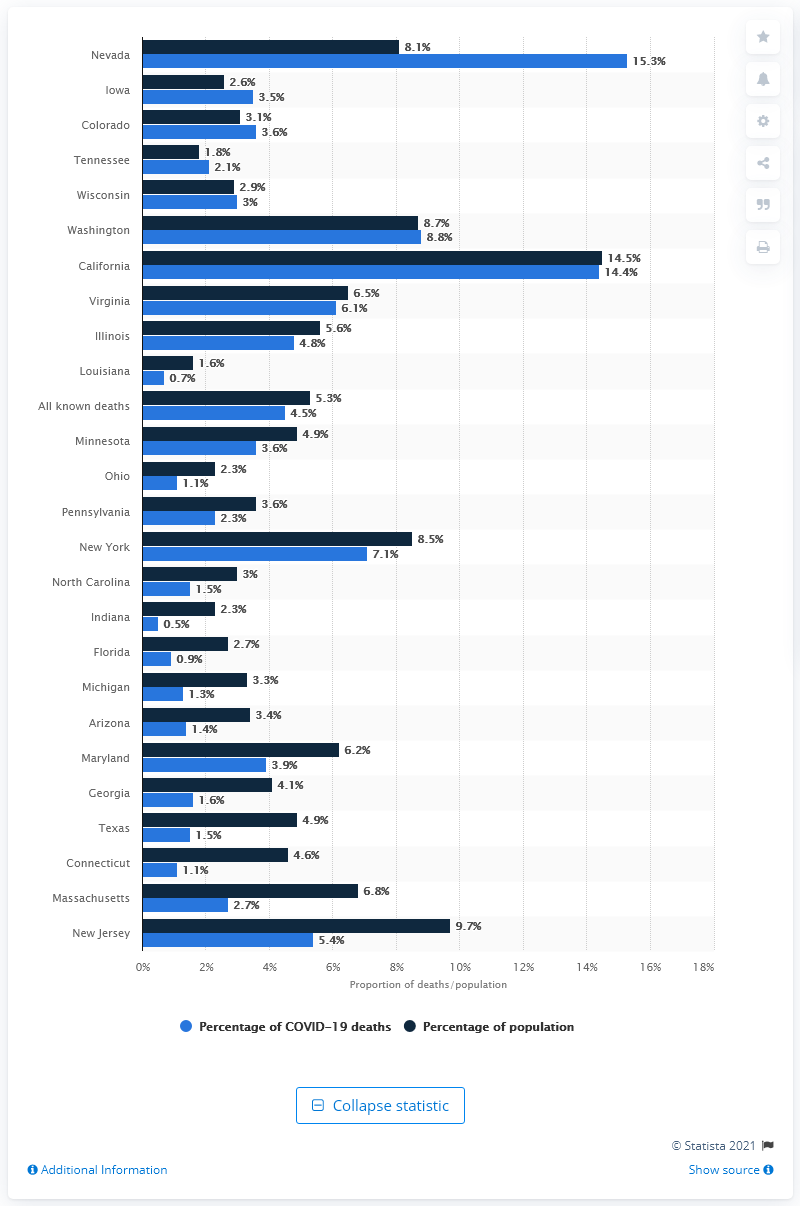 Nevada 8.1%
15.3%
Iowa 2.6%
3.5%
Colorado 3.1%
3.6%
Tennessee 1.8%
2.1%
Wisconsin 2.9%
3%
Washington 8.7%
8.8%
California 14.5%
14.4%
Virginia 6.5%
6.1%
Illinois 5.6%
4.8%
Louisiana 1.6%
0.7%
All known deaths 5.3%
4.5%
Minnesota 4.9%
3.6%
Ohio 2.3%
1.1%
Pennsylvania 3.6%
2.3%
New York 8.5%
7.1%
North Carolina 3%
1.5%
Indiana 2.3%
0.5%
Florida 2.7%
0.9%
Michigan 3.3%
1.3%
Arizona 3.4%
1.4%
Maryland 6.2%
3.9%
Georgia 4.1%
1.6%
Texas 4.9%
1.5%
Connecticut 4.6%
1.1%
Massachusetts 6.8%
2.7%
New Jersey 9.7%
5.4%
0% 2% 4% 6% 8% 10% 12% 14% 16% 18%
Proportion of deaths/population
Percentage of COVID-19 deaths Percentage of population
Collapse statistic
© Statista 2021
Additional Information Show source